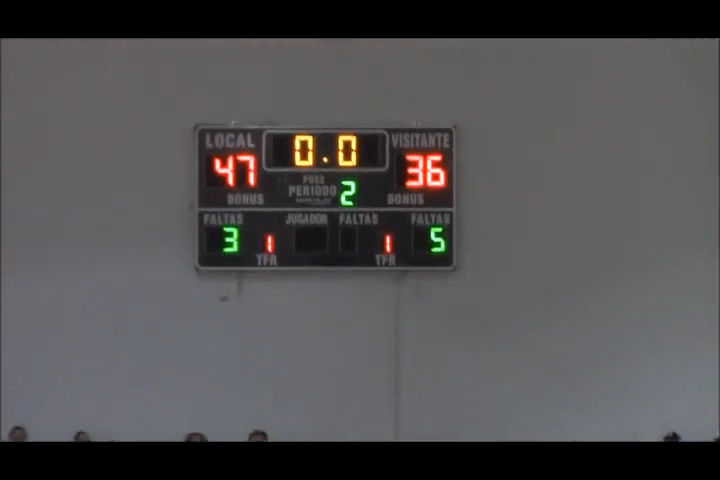 LOCAL 0.0 VISITANTE
47 POSS 36
PERIODO 2
BONUS BONUS
FALTAS JUGADOR FALTAS FALTAS
3 1 1 5
TFR TFR